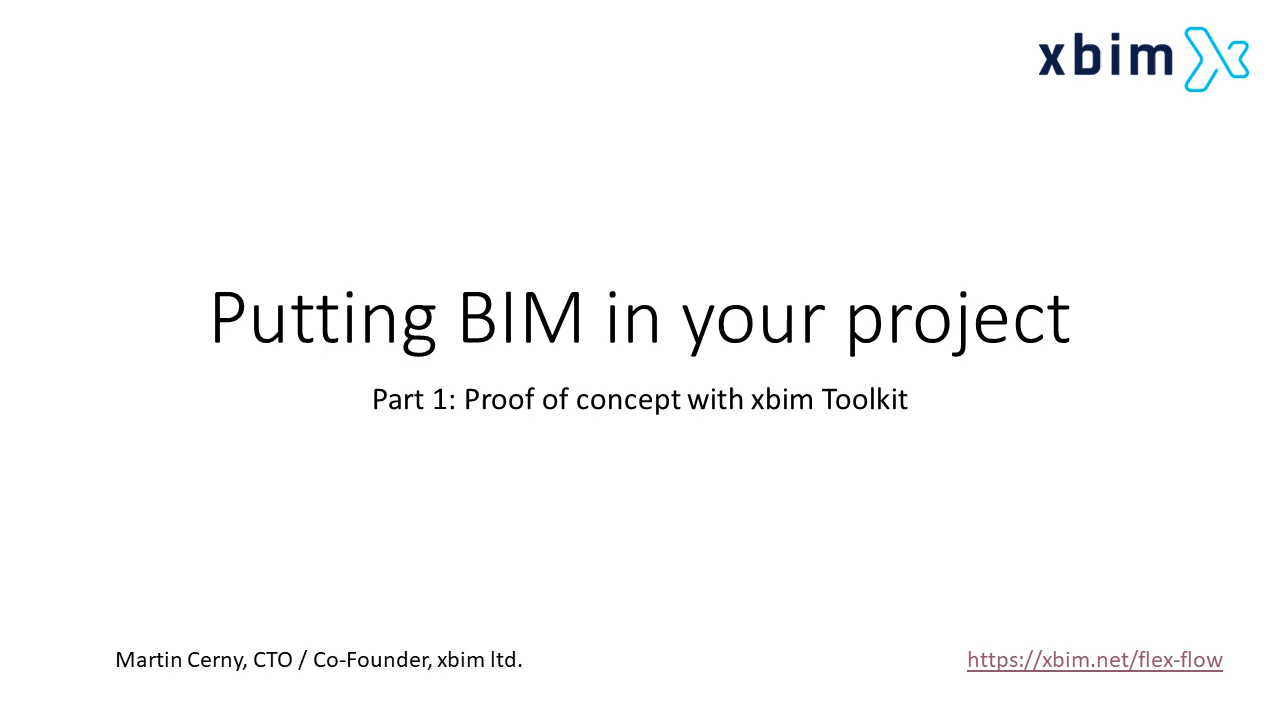 xbim
Putting BIM in your project
Part 1: Proof of concept with xbim Toolkit
Martin Cerny, CTO / Co-Founder, xbim ltd.
https://xbim.net/flex-flow